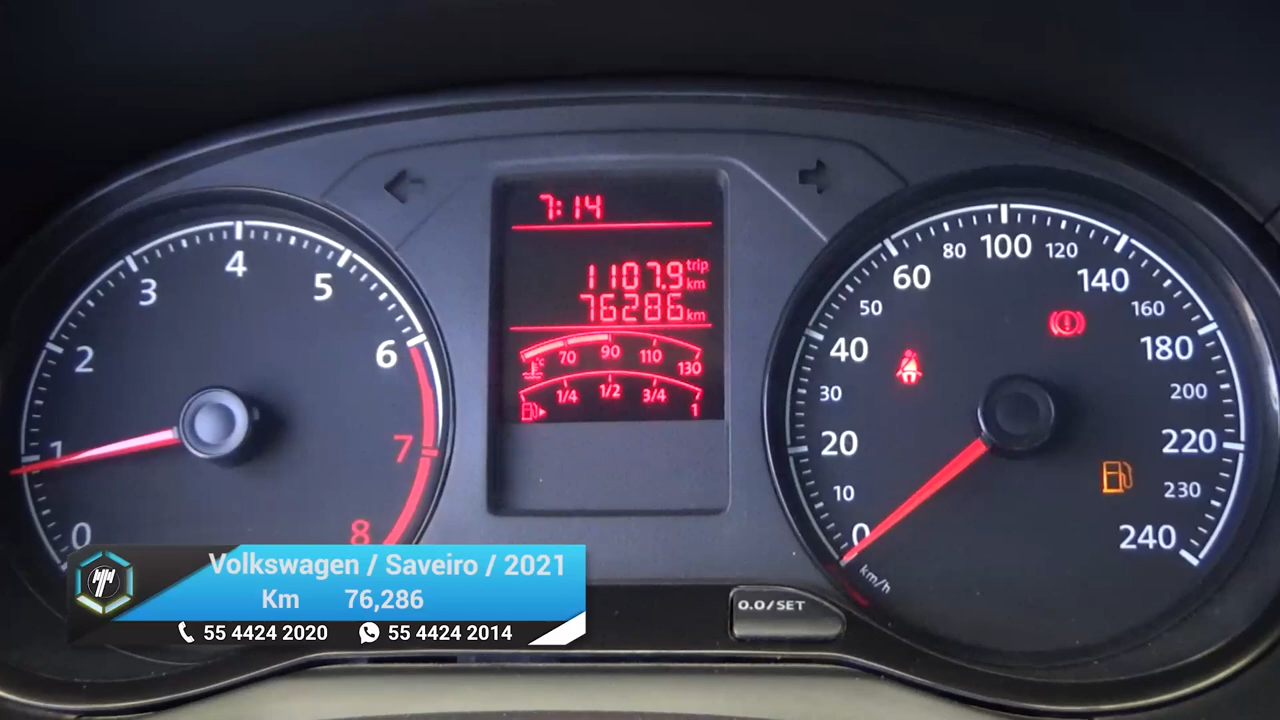 7:14
1107.9 trip km
76286 km
70 90 110 130
°C
1/4 1/2 3/4 1
0 1 2 3 4 5 6 7 8
0 10 20 30 40 50 60 80 100 120 140 160 180 200 220 230 240
km/h
0.0/SET
Volkswagen / Saveiro / 2021
Km 76,286
55 4424 2020 55 4424 2014